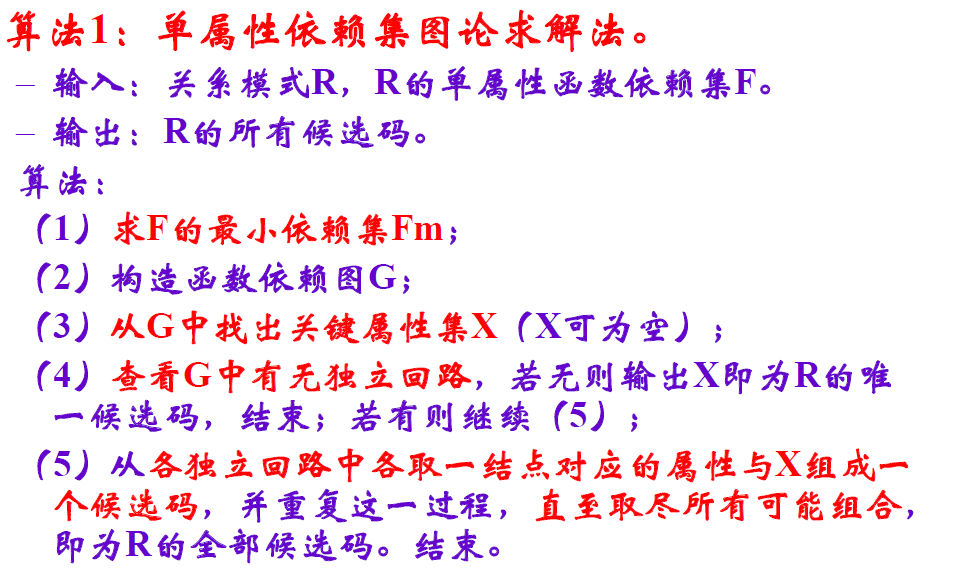 算法1：单属性依赖集图论求解法。
– 输入：关系模式R，R的单属性函数依赖集F。
– 输出：R的所有候选码。
算法：
（1）求F的最小依赖集Fm；
（2）构造函数依赖图G；
（3）从G中找出关键属性集X（X可为空）；
（4）查看G中有无独立回路，若无则输出X即为R的唯
一候选码，结束；若有则继续（5）；
（5）从各独立回路中各取一结点对应的属性与X组成一
个候选码，并重复这一过程，直至取尽所有可能组合，
即为R的全部候选码。结束。